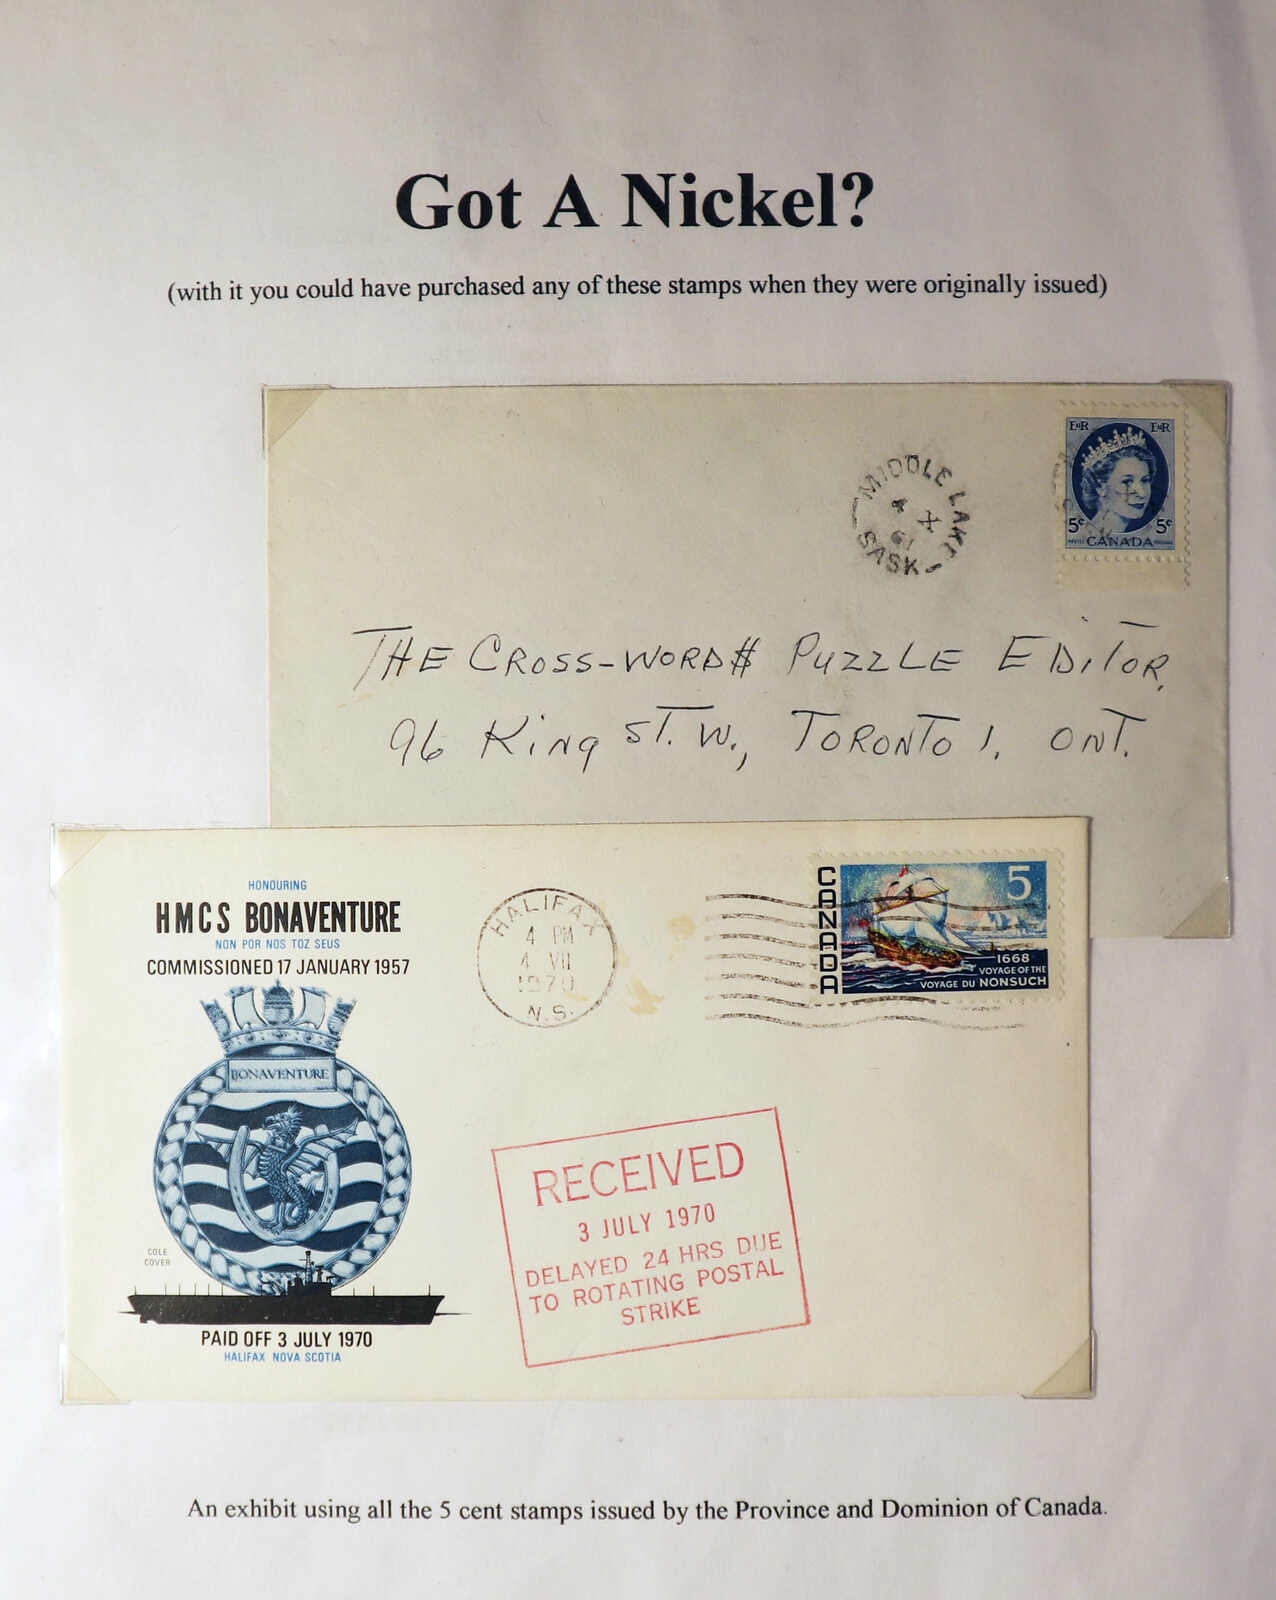 Got A Nickel?
(with it you could have purchased any of these stamps when they were originally issued)
EIIR EIIR
5¢ 5¢
CANADA
MIDDLE LAKE
X
61
SASK
THE CROSS-WORD$ PUZZLE EDITOR,
96 King ST. W., TORONTO 1, ONT.
HONOURING
HMCS BONAVENTURE
NON POR NOS TOZ SEUS
COMMISSIONED 17 JANUARY 1957
BONAVENTURE
COLE
COVER
PAID OFF 3 JULY 1970
HALIFAX NOVA SCOTIA
HALIFAX
4 PM
4 VII
1970
N.S.
CANADA
5
1668
VOYAGE OF THE
VOYAGE DU NONSUCH
RECEIVED
3 JULY 1970
DELAYED 24 HRS DUE
TO ROTATING POSTAL
STRIKE
An exhibit using all the 5 cent stamps issued by the Province and Dominion of Canada.